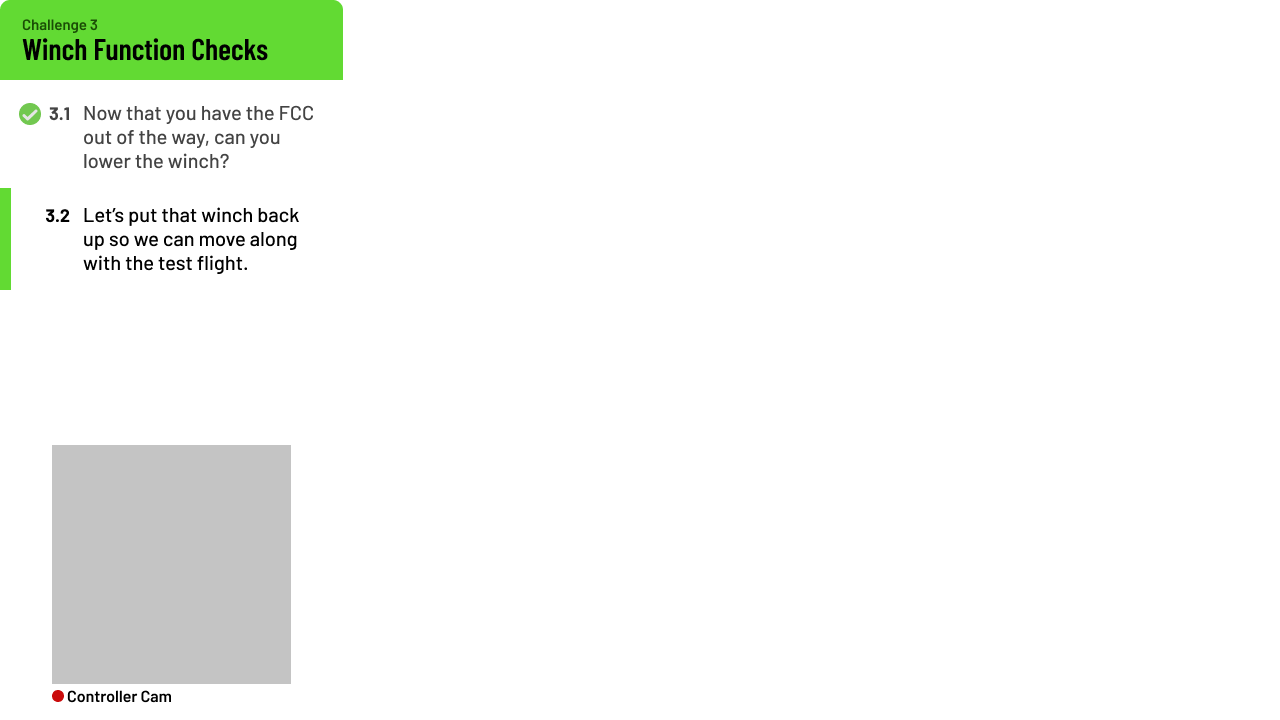 Challenge 3
Winch Function Checks
3.1 Now that you have the FCC
out of the way, can you
lower the winch?
3.2 Let’s put that winch back
up so we can move along
with the test flight.
Controller Cam